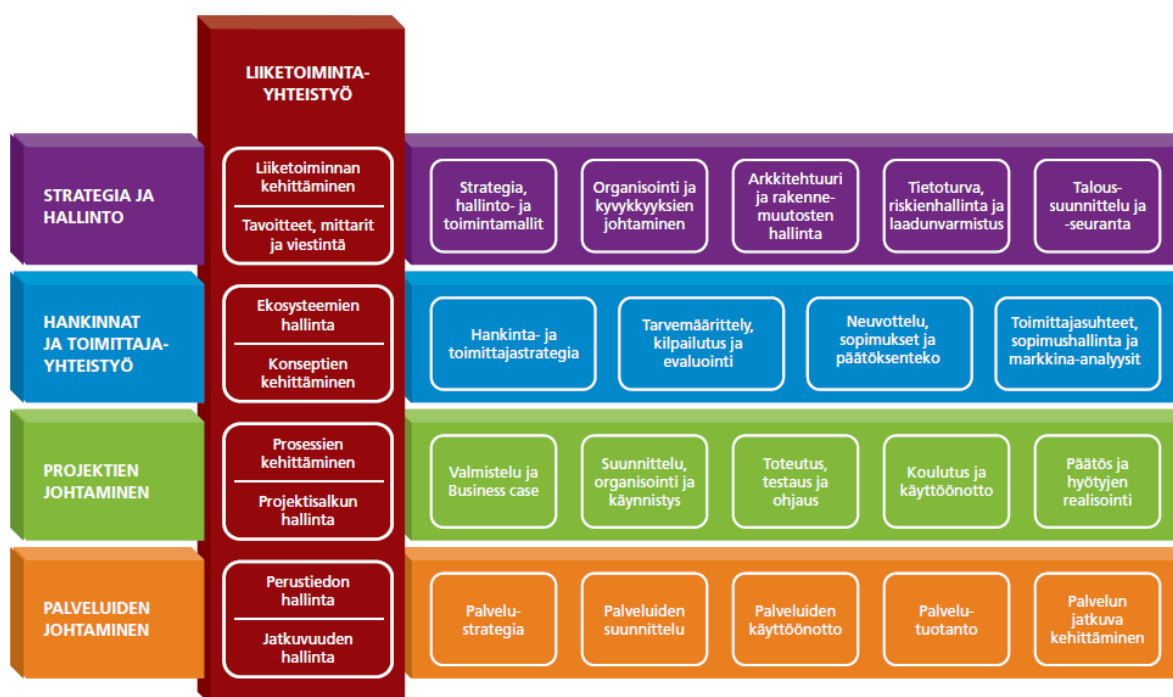 LIIKETOIMINTA-
YHTEISTYÖ
STRATEGIA JA
HALLINTO
Liiketoiminnan
kehittäminen
Tavoitteet, mittarit
ja viestintä
Strategia,
hallinto- ja
toimintamallit
Organisointi ja
kyvykkyyksien
johtaminen
Arkkitehtuuri
ja rakenne-
muutosten
hallinta
Tietoturva,
riskienhallinta ja
laadunvarmistus
Talous-
suunnittelu ja
-seuranta
HANKINNAT
JA TOIMITTAJA-
YHTEISTYÖ
Ekosysteemien
hallinta
Konseptien
kehittäminen
Hankinta- ja
toimittajastrategia
Tarvemäärittely,
kilpailutus ja
evaluointi
Neuvottelu,
sopimukset ja
päätöksenteko
Toimittajasuhteet,
sopimushallinta ja
markkina-analyysit
PROJEKTIEN
JOHTAMINEN
Prosessien
kehittäminen
Projektisalkun
hallinta
Valmistelu ja
Business case
Suunnittelu,
organisointi ja
käynnistys
Toteutus,
testaus ja
ohjaus
Koulutus ja
käyttöönotto
Päätös ja
hyötyjen
realisointi
PALVELUIDEN
JOHTAMINEN
Perustiedon
hallinta
Jatkuvuuden
hallinta
Palvelu-
strategia
Palveluiden
suunnittelu
Palveluiden
käyttöönotto
Palvelu-
tuotanto
Palvelun
jatkuva
kehittäminen